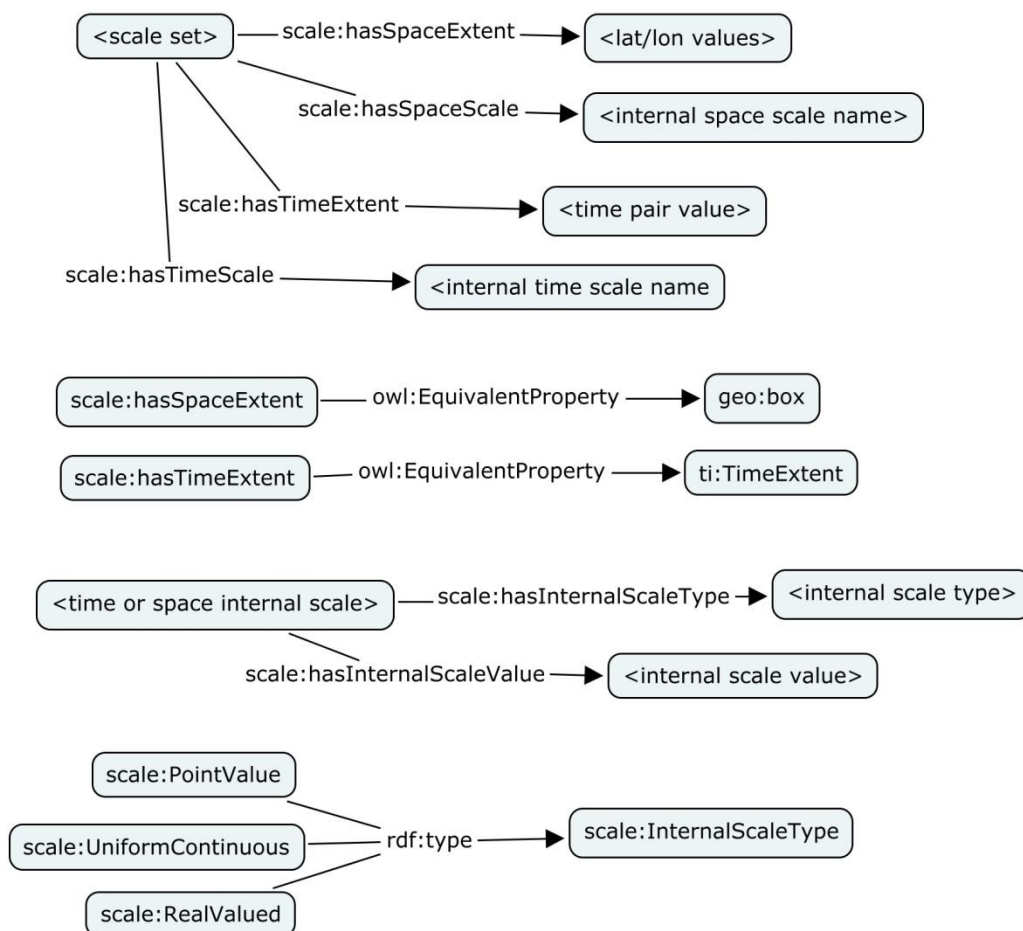 <scale set> scale:hasSpaceExtent <lat/lon values>
scale:hasSpaceScale <internal space scale name>
scale:hasTimeExtent <time pair value>
scale:hasTimeScale <internal time scale name
scale:hasSpaceExtent owl:EquivalentProperty geo:box
scale:hasTimeExtent owl:EquivalentProperty ti:TimeExtent
<time or space internal scale> scale:hasInternalScaleType <internal scale type>
scale:hasInternalScaleValue <internal scale value>
scale:PointValue
scale:UniformContinuous rdf:type scale:InternalScaleType
scale:RealValued